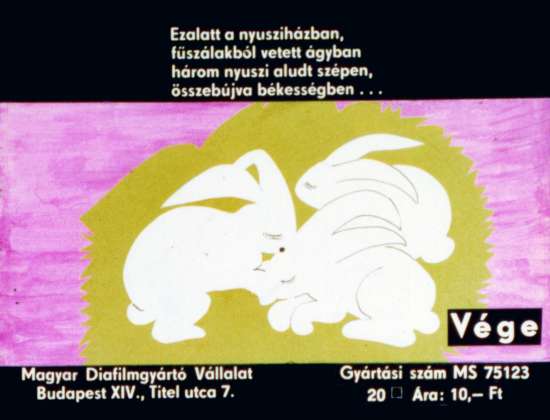 Ezalatt a nyusziházban,
fűszálakból vetett ágyban
három nyuszi aludt szépen,
összebújva békességben . . .
Vége
Magyar Diafilmgyártó Vállalat
Budapest XIV., Titel utca 7.
Gyártási szám MS 75123
20 □ Ára: 10,– Ft